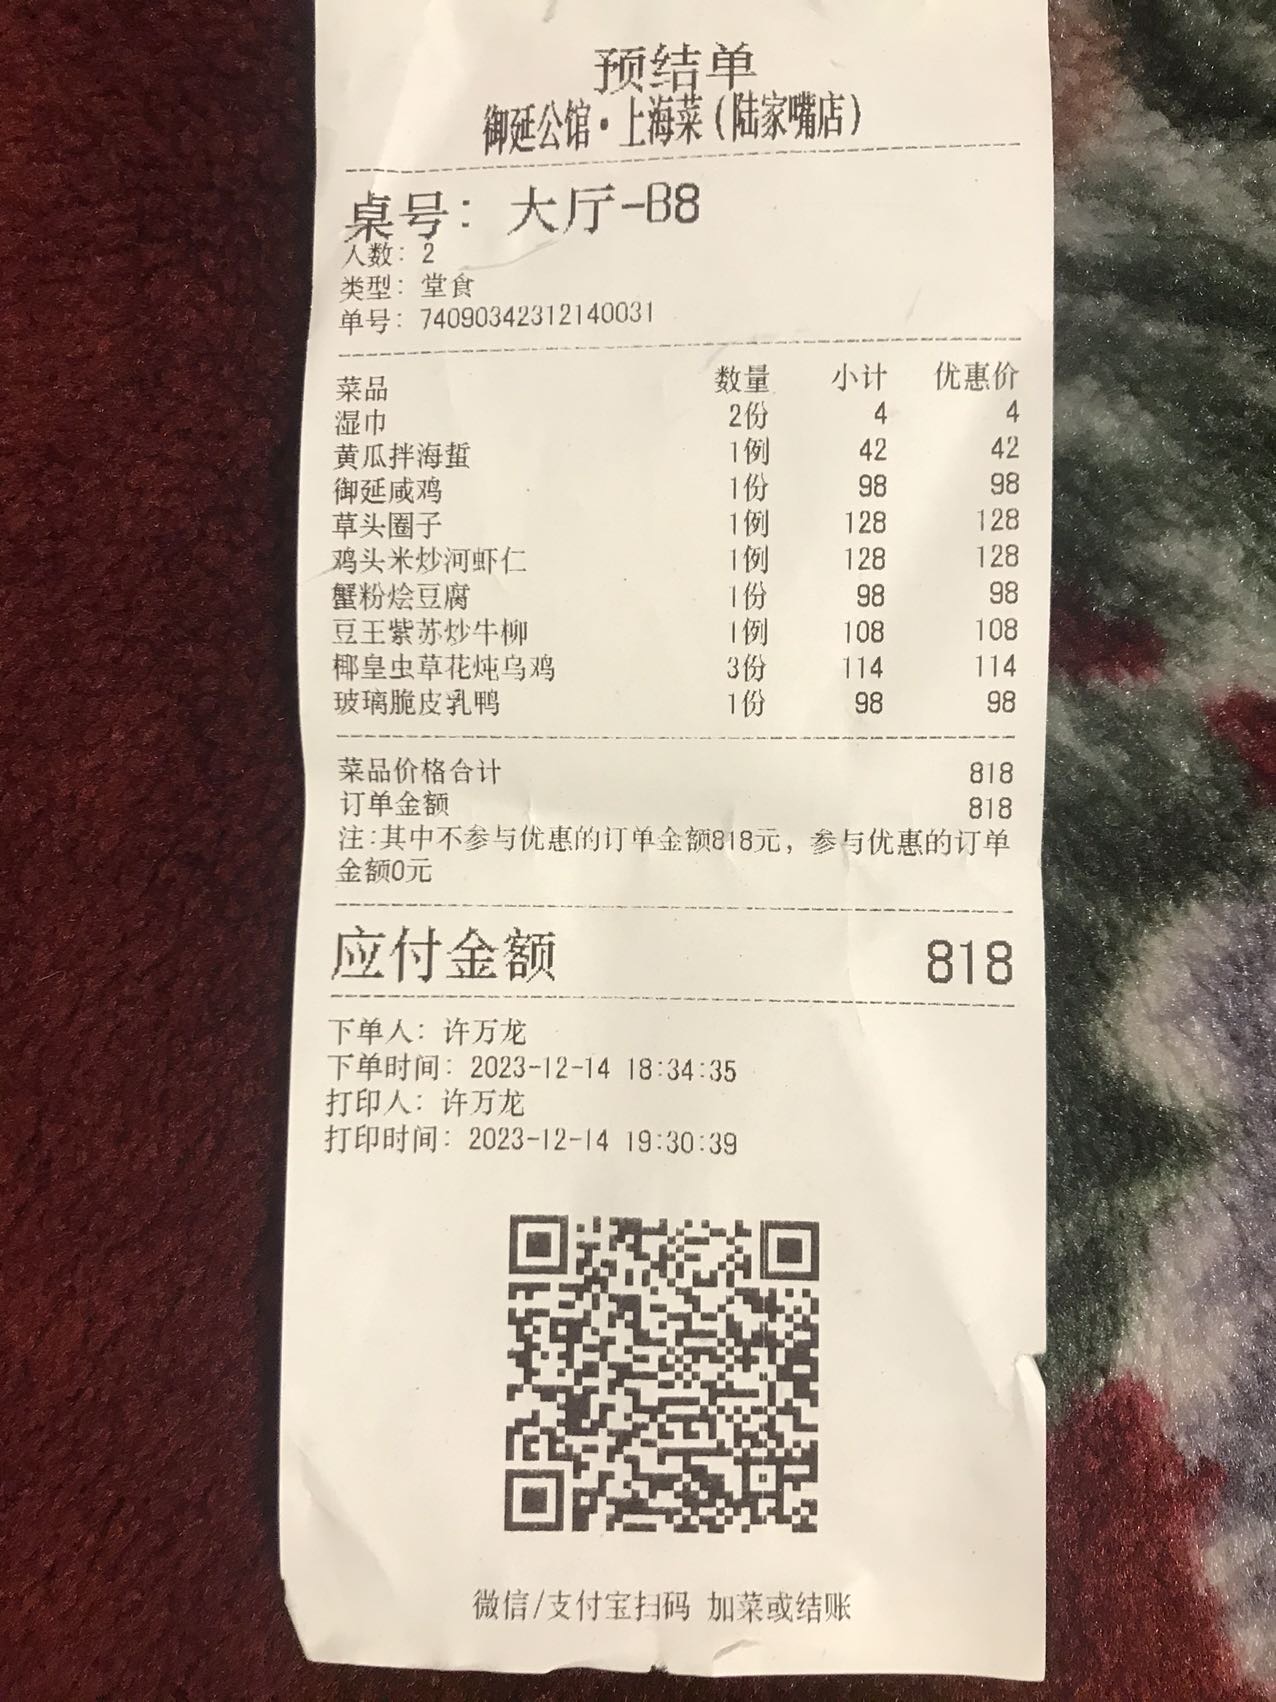 预结单
御延公馆·上海菜(陆家嘴店)
桌号: 大厅-B8
人数: 2
类型: 堂食
单号: 74090342312140031
菜品 数量 小计 优惠价
湿巾 2份 4 4
黄瓜拌海蜇 1例 42 42
御延咸鸡 1份 98 98
草头圈子 1例 128 128
鸡头米炒河虾仁 1例 128 128
蟹粉烩豆腐 1份 98 98
豆王紫苏炒牛柳 1例 108 108
椰皇虫草花炖乌鸡 3份 114 114
玻璃脆皮乳鸭 1份 98 98
菜品价格合计 818
订单金额 818
注:其中不参与优惠的订单金额818元, 参与优惠的订单
金额0元
应付金额 818
下单人: 许万龙
下单时间: 2023-12-14 18:34:35
打印人: 许万龙
打印时间: 2023-12-14 19:30:39
微信/支付宝扫码 加菜或结账